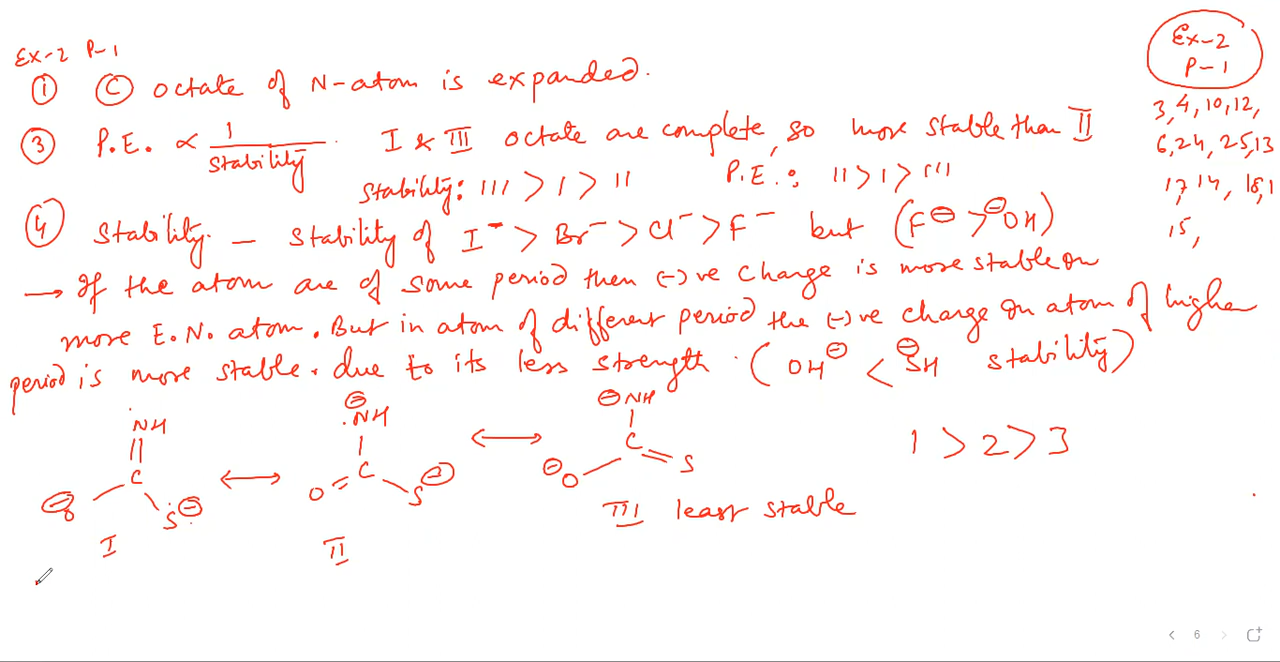 Ex-2 P-1
① Ⓒ octate of N-atom is expanded.
③ P.E. ∝ 1/stability. I & III octate are complete, so more stable than II
Stability: III > I > II P.E.: II > I > III
④ Stability - stability of I⁻ > Br⁻ > Cl⁻ > F⁻ but (F⊖ > ⊖OH)
→ If the atom are of same period then (-)ve charge is more stable on
more E.N. atom. But in atom of different period the (-)ve charge on atom of higher
period is more stable. due to its less strength. (OH⊖ < ⊖SH stability)
NH
C
⊖O
S⊖
I
↔
⊖
NH
C
O
S⊖
II
↔
⊖NH
C
⊖O
S
III least stable
1 > 2 > 3
Ex-2
P-1
3, 4, 10, 12,
6, 24, 25, 13
17, 14, 18, 1
15,
6